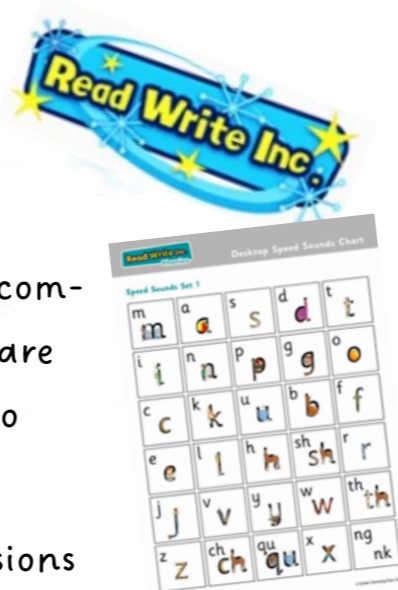 Read Write Inc.
com-
are
o
sions
Read Write Inc.
Phonics
Desktop Speed Sounds Chart
Speed Sounds Set 1
m m a a s s d d t t
i i n n p p g g o o
c c k k u u b b f f
e e l l h h sh sh r r
j j v v y y w w th th
z z ch ch qu qu x x ng nk